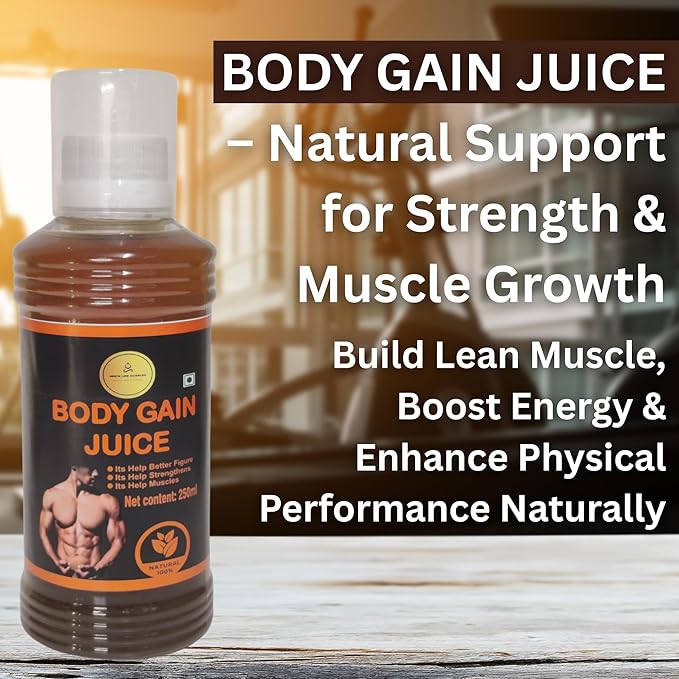 BODY GAIN JUICE
– Natural Support
for Strength &
Muscle Growth
Build Lean Muscle,
Boost Energy &
Enhance Physical
Performance Naturally
BODY GAIN
JUICE
Its Help Better Figure
Its Help Strengthens
Its Help Muscles
Net content: 250ml
NATURAL
100%